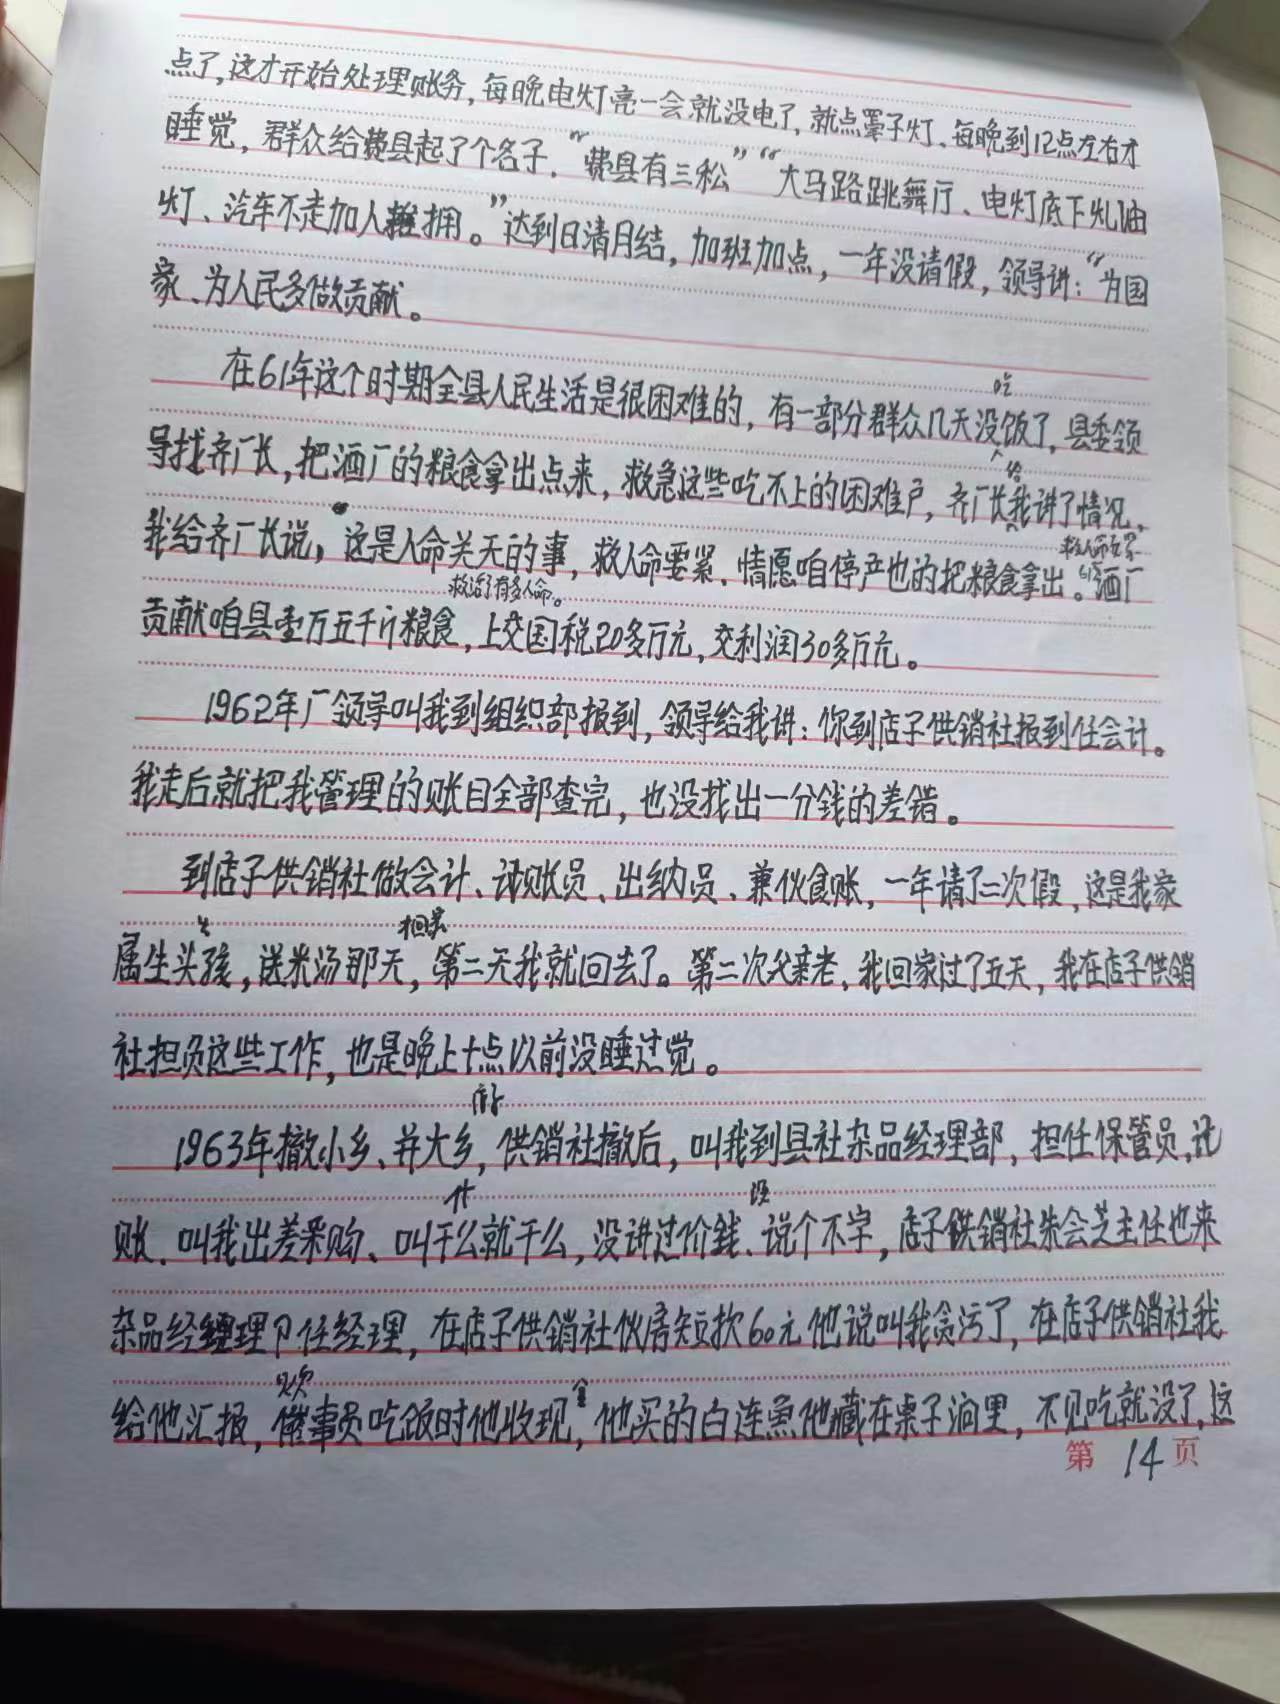 点了,这才开始处理账务,每晚电灯亮一会就没电了,就点罩子灯、每晚到12点左右才
睡觉,群众给费县起了个名子.“费县有三松”“大马路跳舞厅、电灯底下灿油
灯、汽车不走加人推拥。”达到日清月结,加班加点,一年没请假,领导讲:“为国
家、为人民多做贡献。
吃
在61年这个时期全县人民生活是很困难的,有一部分群众几天没饭了,县委领
导找齐厂长,把酒厂的粮食拿出点来,救急这些吃不上的困难户,齐厂长我讲了情况,
给
我给齐厂长说,这是人命关天的事,救人命要紧.情愿咱停产也的把粮食拿出。酒厂
救人命要紧
救治了有多人命。
贡献咱县壹万五千斤粮食,上交国税20多万元,交利润30多万元。
1962年厂领导叫我到组织部报到,领导给我讲:你到店子供销社报到任会计。
我走后就把我管理的账目全部查完,也没找出一分钱的差错。
到店子供销社做会计、记账员、出纳员、兼伙食账,一年请了二次假,这是我家
属生头孩,送米汤那天,第二天我就回去了。第二次父亲老,我回家过了五天,我在店子供销
回家
社担负这些工作,也是晚上十点以前没睡过觉。
1963年撤小乡、并大乡,供销社撤后,叫我到县社杂品经理部,担任保管员,记
什
没
账.叫我出差采购、叫干么就干么,没讲过价钱、说个不字,店子供销社朱会芝主任也来
杂品经理卩任经理,在店子供销社伙房短款60元他说叫我贪污了,在店子供销社我
给他汇报,催事员吃饭时他收现,他买的白连鱼他藏在桌子洞里,不见吃就没了,这
第 14 页